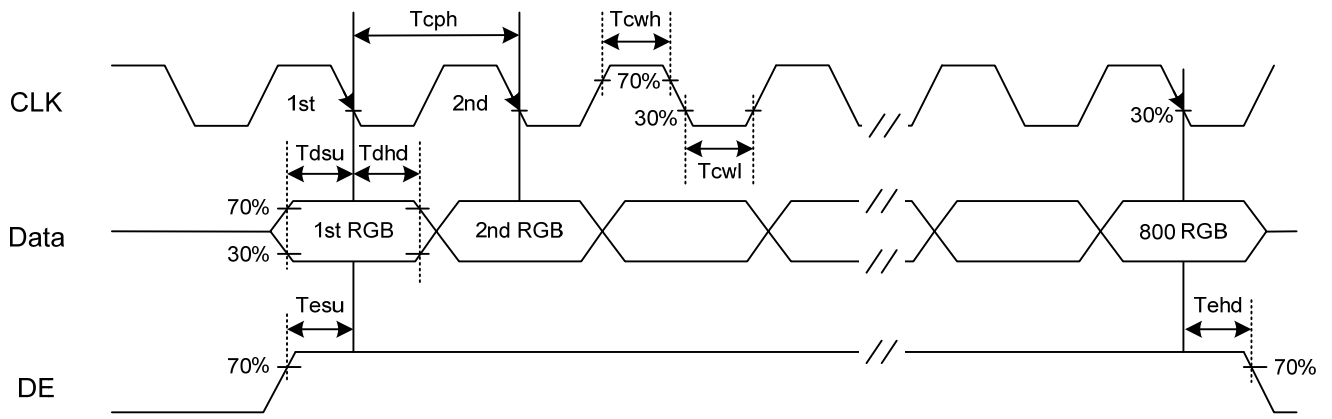 Tcph
Tcwh
CLK
1st
2nd
70%
30%
30%
Tcwl
Tdsu
Tdhd
70%
Data
1st RGB
2nd RGB
800 RGB
30%
Tesu
Tehd
70%
70%
DE